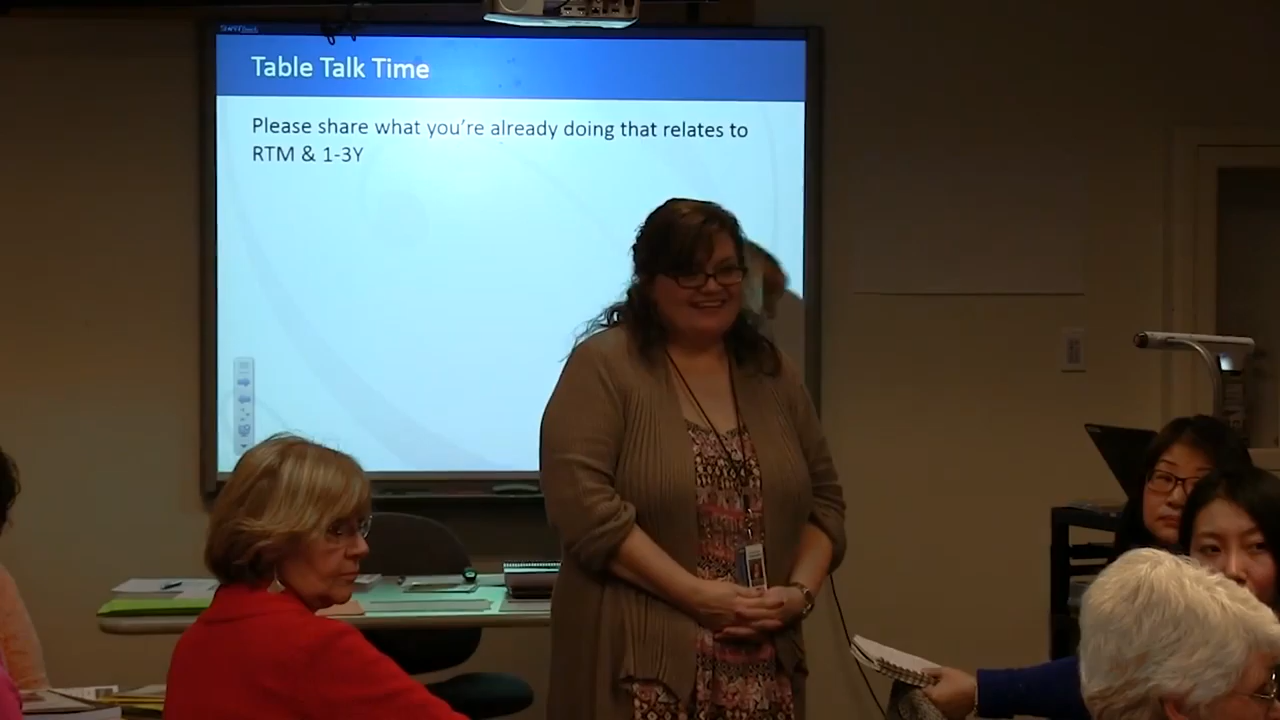 Table Talk Time
Please share what you're already doing that relates to
RTM & 1-3Y